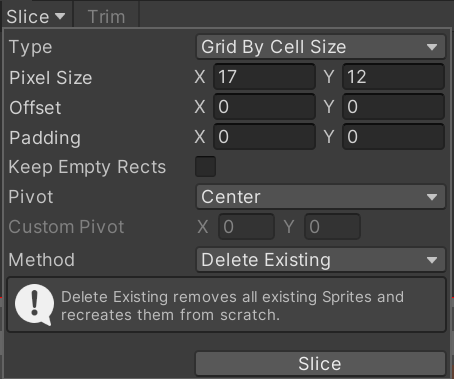 Slice Trim
Type Grid By Cell Size
Pixel Size X 17 Y 12
Offset X 0 Y 0
Padding X 0 Y 0
Keep Empty Rects
Pivot Center
Custom Pivot X 0 Y 0
Method Delete Existing
Delete Existing removes all existing Sprites and
recreates them from scratch.
Slice